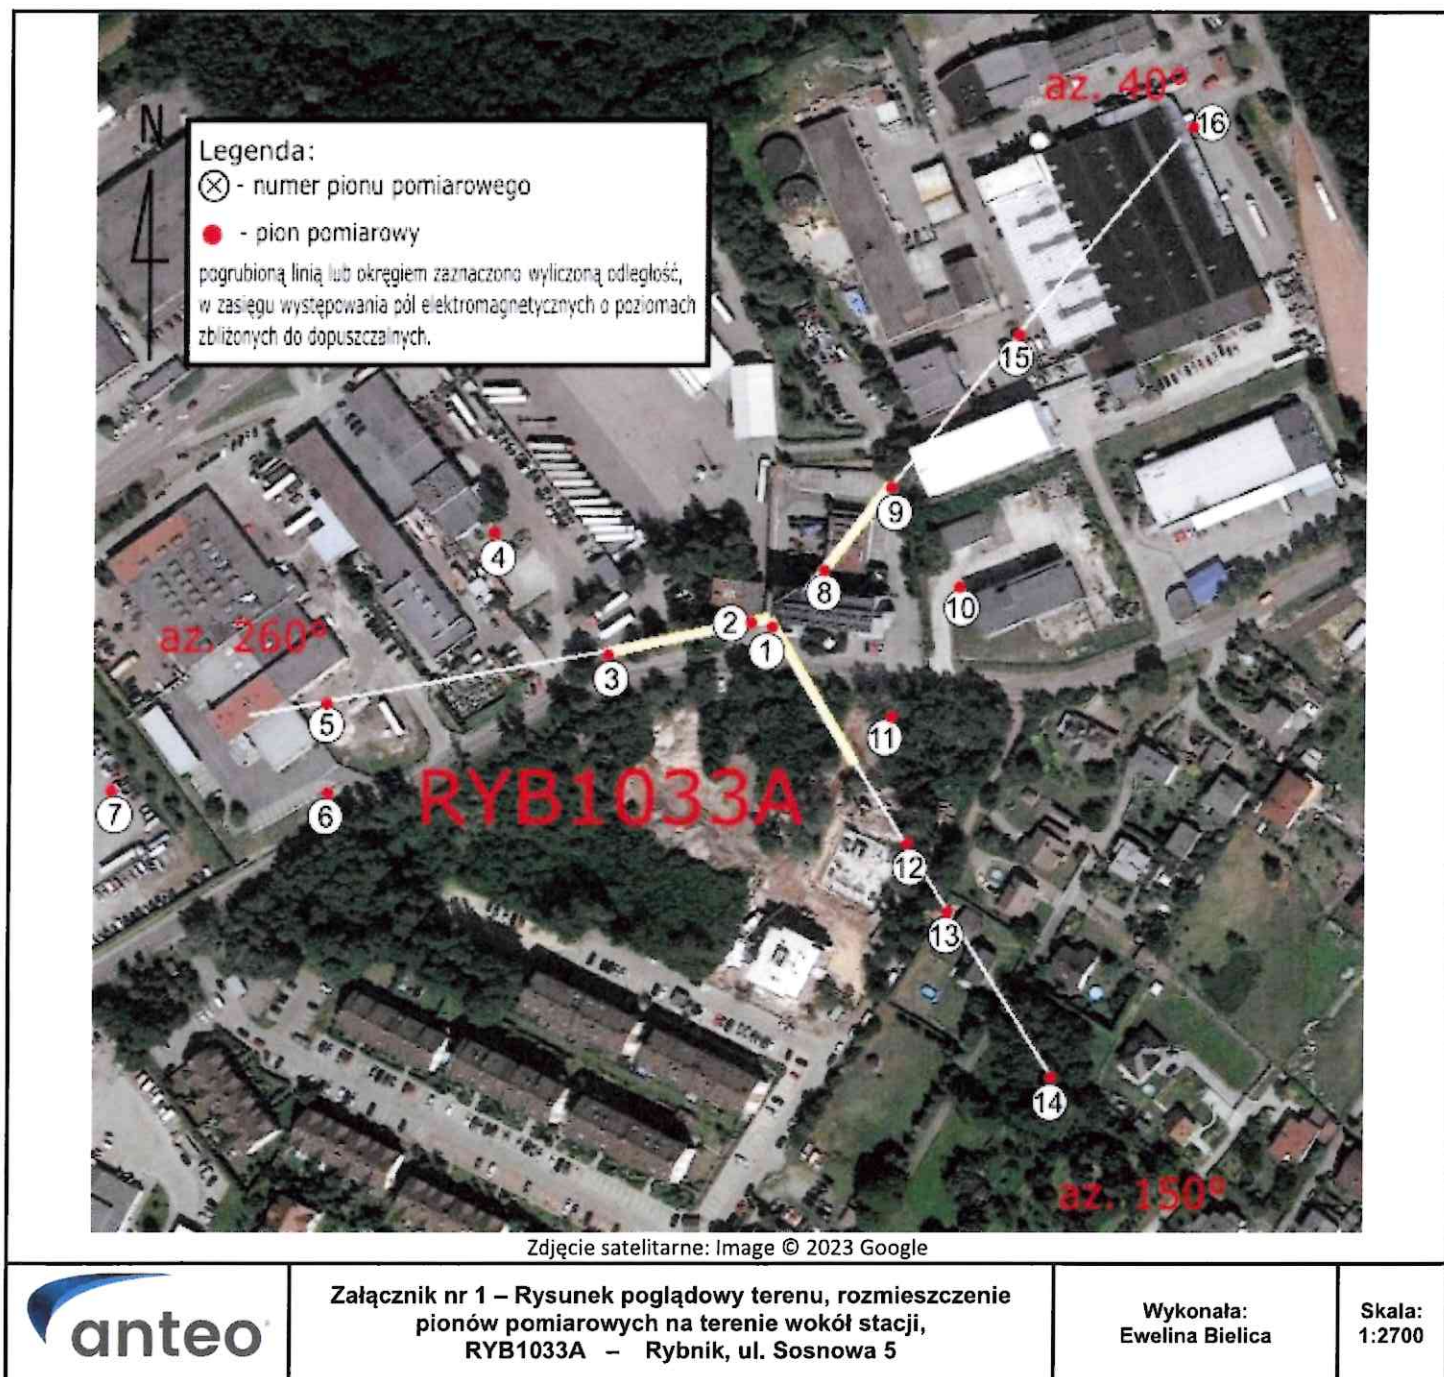 az. 40°
16
N
Legenda:
- numer pionu pomiarowego
- pion pomiarowy
pogrubioną linią lub okręgiem zaznaczono wyliczoną odległość,
w zasięgu występowania pól elektromagnetycznych o poziomach
zbliżonych do dopuszczalnych.
15
9
4
8
10
2
1
az. 260°
3
5
11
RYB1033A
7
6
12
13
14
az. 150°
Zdjęcie satelitarne: Image © 2023 Google
anteo
Załącznik nr 1 – Rysunek poglądowy terenu, rozmieszczenie
pionów pomiarowych na terenie wokół stacji,
RYB1033A – Rybnik, ul. Sosnowa 5
Wykonała:
Ewelina Bielica
Skala:
1:2700